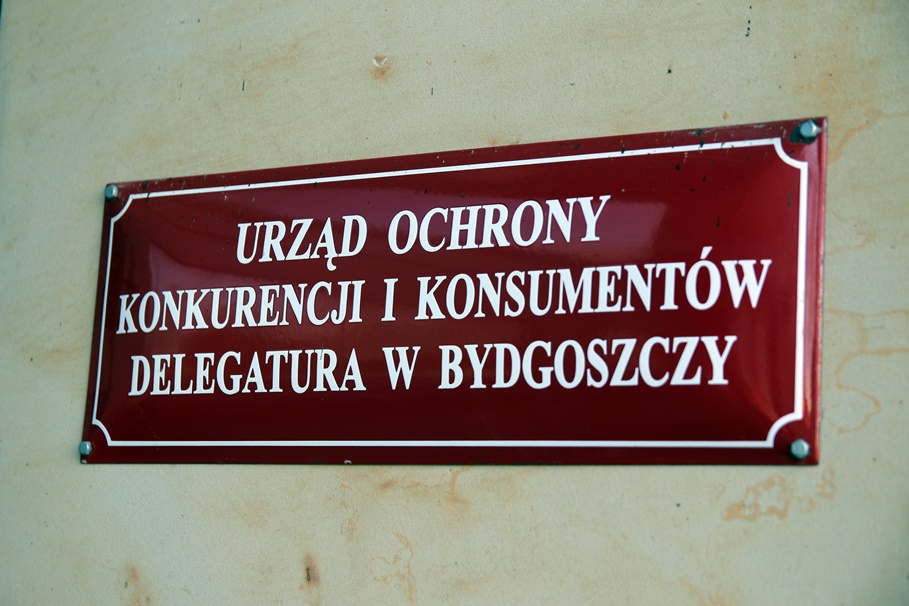 URZĄD OCHRONY
KONKURENCJI I KONSUMENTÓW
DELEGATURA W BYDGOSZCZY